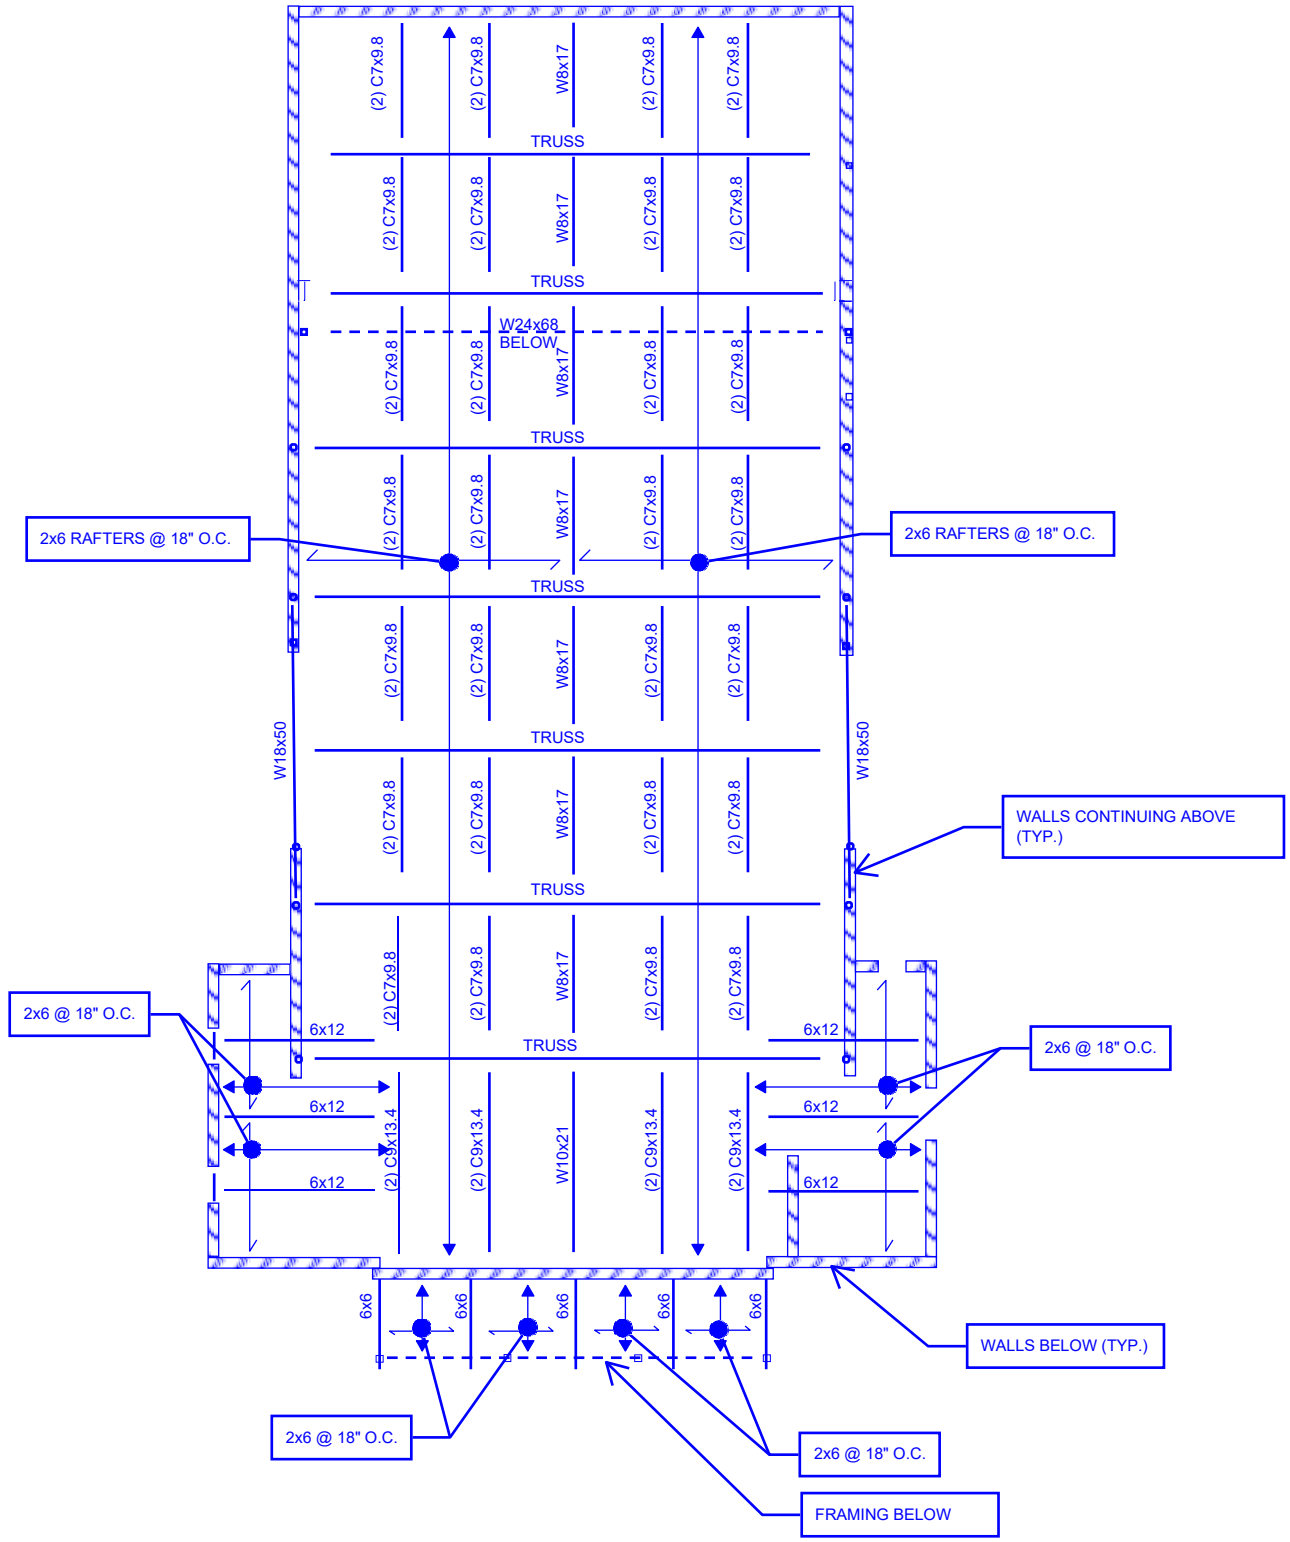 (2) C7x9.8
(2) C7x9.8
W8x17
(2) C7x9.8
(2) C7x9.8
TRUSS
(2) C7x9.8
(2) C7x9.8
W8x17
(2) C7x9.8
(2) C7x9.8
TRUSS
W24x68
BELOW
(2) C7x9.8
(2) C7x9.8
W8x17
(2) C7x9.8
(2) C7x9.8
TRUSS
(2) C7x9.8
(2) C7x9.8
W8x17
(2) C7x9.8
(2) C7x9.8
2x6 RAFTERS @ 18" O.C.
2x6 RAFTERS @ 18" O.C.
TRUSS
(2) C7x9.8
(2) C7x9.8
W8x17
(2) C7x9.8
(2) C7x9.8
W18x50
TRUSS
W18x50
(2) C7x9.8
(2) C7x9.8
W8x17
(2) C7x9.8
(2) C7x9.8
WALLS CONTINUING ABOVE
(TYP.)
TRUSS
(2) C7x9.8
(2) C7x9.8
W8x17
(2) C7x9.8
(2) C7x9.8
2x6 @ 18" O.C.
6x12
6x12
TRUSS
2x6 @ 18" O.C.
6x12
6x12
(2) C9x13.4
(2) C9x13.4
W10x21
(2) C9x13.4
(2) C9x13.4
6x12
6x12
6x6
6x6
6x6
6x6
6x6
WALLS BELOW (TYP.)
2x6 @ 18" O.C.
2x6 @ 18" O.C.
FRAMING BELOW